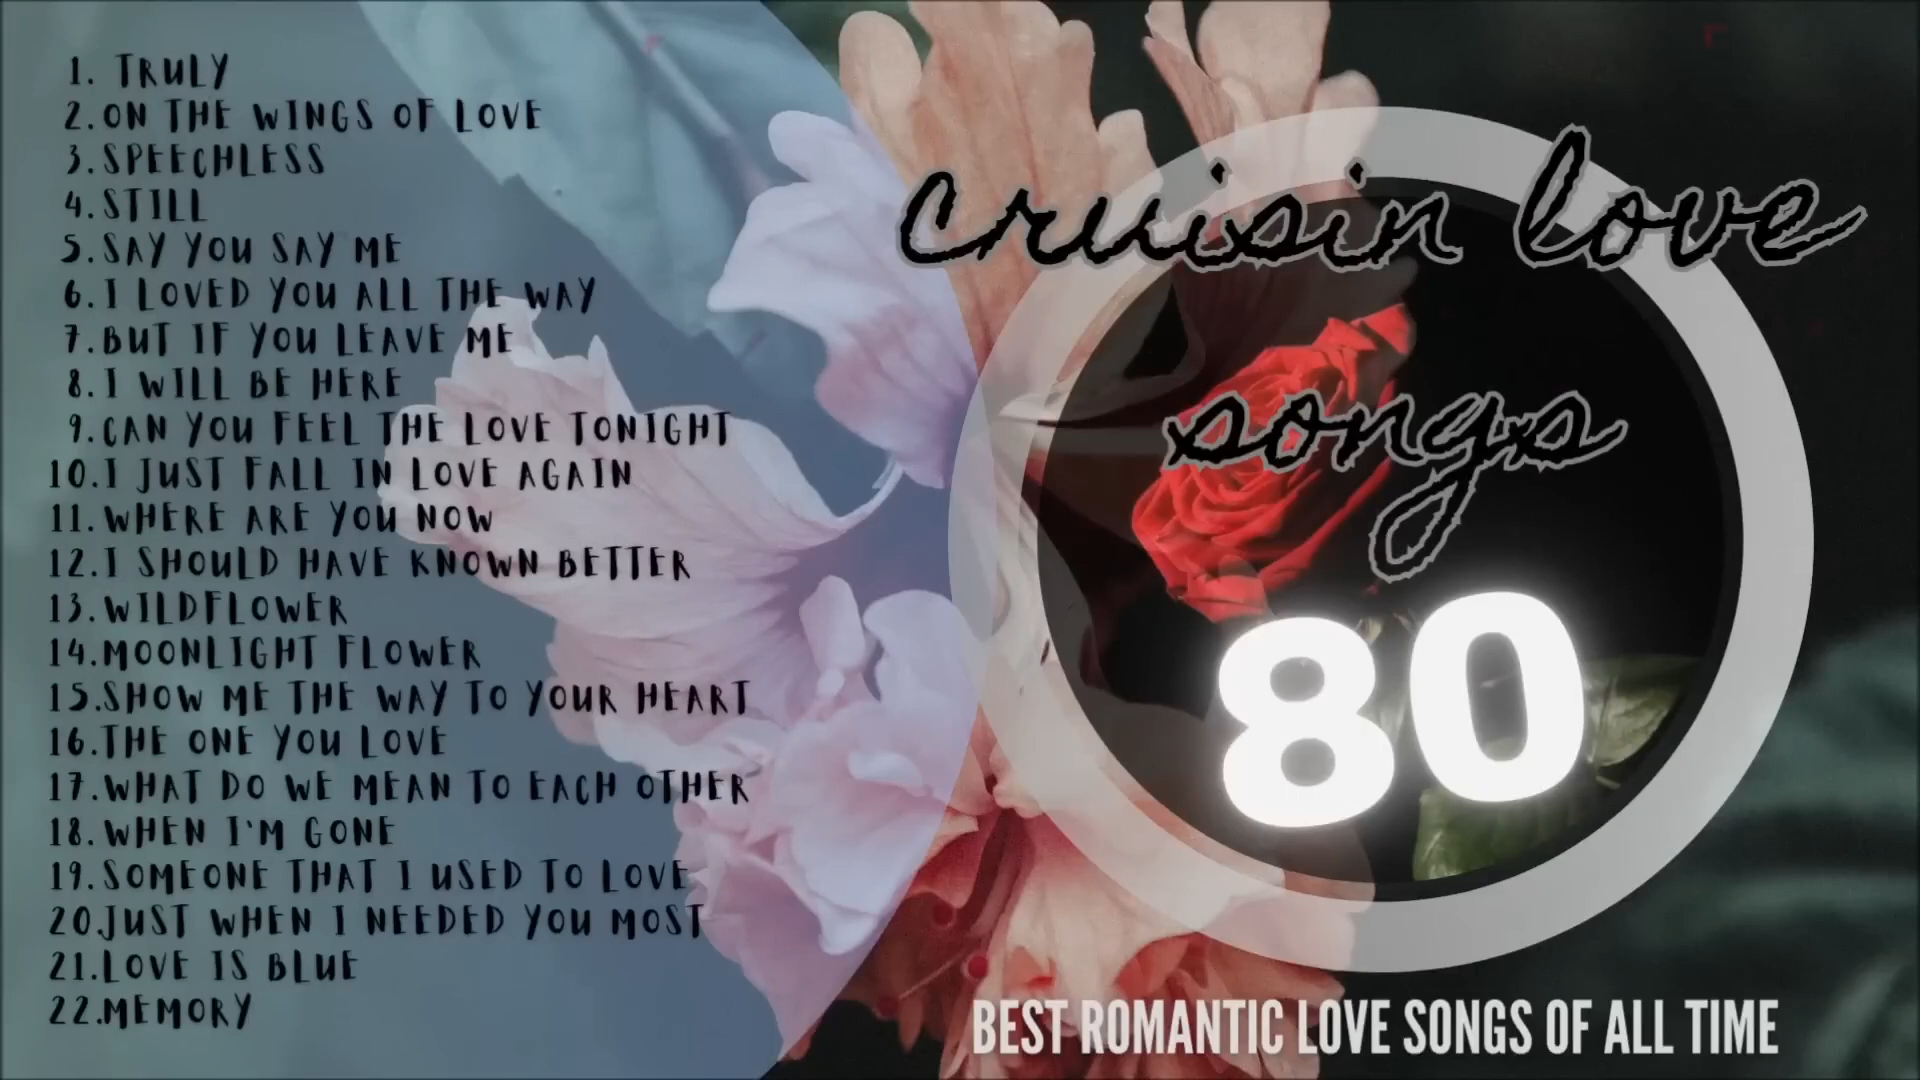 1. TRULY
2. ON THE WINGS OF LOVE
3. SPEECHLESS
4. STILL
5. SAY YOU SAY ME
6. I LOVED YOU ALL THE WAY
7. BUT IF YOU LEAVE ME
8. I WILL BE HERE
9. CAN YOU FEEL THE LOVE TONIGHT
10. I JUST FALL IN LOVE AGAIN
11. WHERE ARE YOU NOW
12. I SHOULD HAVE KNOWN BETTER
13. WILDFLOWER
14. MOONLIGHT FLOWER
15. SHOW ME THE WAY TO YOUR HEART
16. THE ONE YOU LOVE
17. WHAT DO WE MEAN TO EACH OTHER
18. WHEN I'M GONE
19. SOMEONE THAT I USED TO LOVE
20. JUST WHEN I NEEDED YOU MOST
21. LOVE IS BLUE
22. MEMORY
cruisin love
songs
80
BEST ROMANTIC LOVE SONGS OF ALL TIME